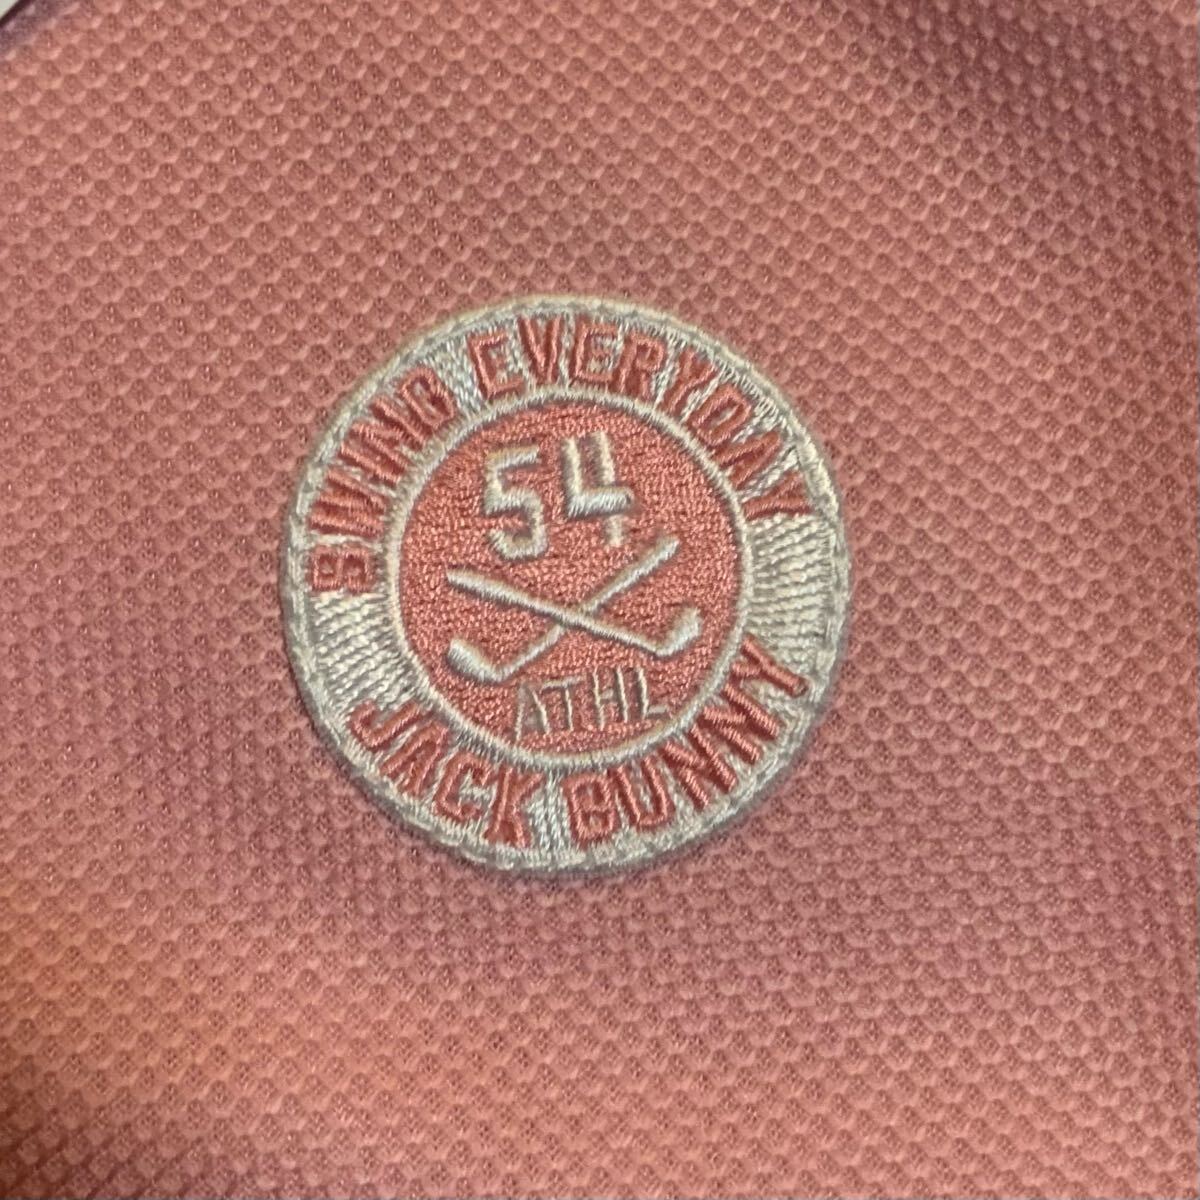 SWING EVERYDAY
54
ATHL
JACK BUNNY